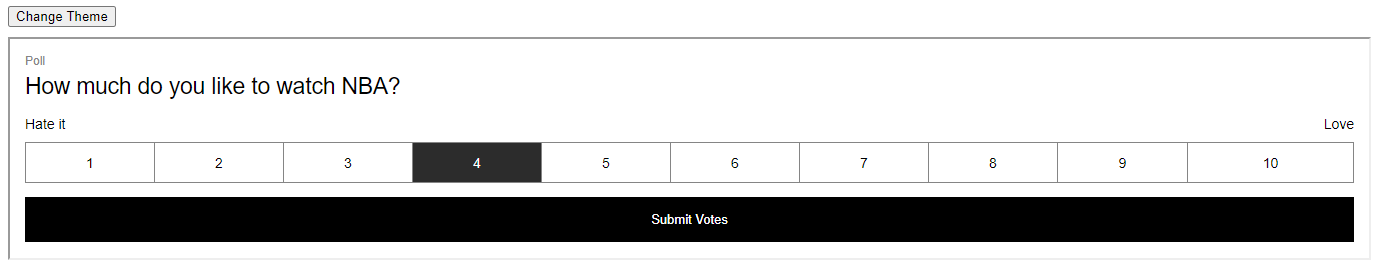 Change Theme
Poll
How much do you like to watch NBA?
Hate it Love
1 2 3 4 5 6 7 8 9 10
Submit Votes